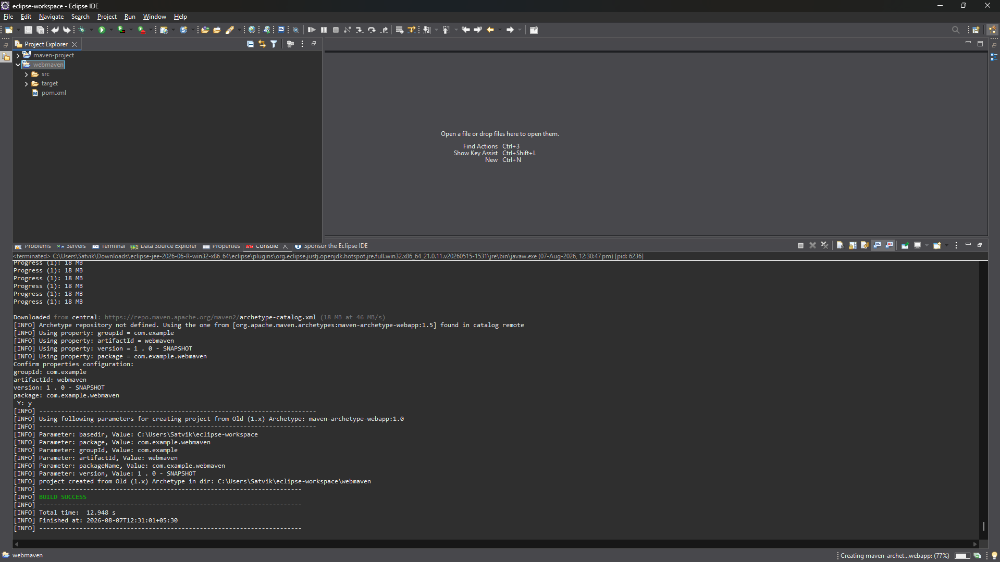 eclipse-workspace - Eclipse IDE
File Edit Navigate Search Project Run Window Help
Project Explorer
maven-project
webmaven
src
target
pom.xml
Open a file or drop files here to open them.
Find Actions Ctrl+3
Show Key Assist Ctrl+Shift+L
New Ctrl+N
Problems Servers Terminal Data Source Explorer Properties Console Sponsor the Eclipse IDE
<terminated> C:\Users\Satvik\Downloads\eclipse-jee-2026-06-R-win32-x86_64\eclipse\plugins\org.eclipse.justj.openjdk.hotspot.jre.full.win32.x86_64_21.0.11.v20260515-1531\jre\bin\javaw.exe (07-Aug-2026, 12:30:47 pm) [pid: 6236]
Progress (1): 18 MB
Progress (1): 18 MB
Progress (1): 18 MB
Progress (1): 18 MB
Progress (1): 18 MB
Progress (1): 18 MB
Downloaded from central: https://repo.maven.apache.org/maven2/archetype-catalog.xml (18 MB at 46 MB/s)
[INFO] Archetype repository not defined. Using the one from [org.apache.maven.archetypes:maven-archetype-webapp:1.5] found in catalog remote
[INFO] Using property: groupId = com.example
[INFO] Using property: artifactId = webmaven
[INFO] Using property: version = 1 . 0 - SNAPSHOT
[INFO] Using property: package = com.example.webmaven
Confirm properties configuration:
groupId: com.example
artifactId: webmaven
version: 1 . 0 - SNAPSHOT
package: com.example.webmaven
Y: y
[INFO] ----------------------------------------------------------------------------
[INFO] Using following parameters for creating project from Old (1.x) Archetype: maven-archetype-webapp:1.0
[INFO] ----------------------------------------------------------------------------
[INFO] Parameter: basedir, Value: C:\Users\Satvik\eclipse-workspace
[INFO] Parameter: package, Value: com.example.webmaven
[INFO] Parameter: groupId, Value: com.example
[INFO] Parameter: artifactId, Value: webmaven
[INFO] Parameter: packageName, Value: com.example.webmaven
[INFO] Parameter: version, Value: 1 . 0 - SNAPSHOT
[INFO] project created from Old (1.x) Archetype in dir: C:\Users\Satvik\eclipse-workspace\webmaven
[INFO] ------------------------------------------------------------------------
[INFO] BUILD SUCCESS
[INFO] ------------------------------------------------------------------------
[INFO] Total time:  12.948 s
[INFO] Finished at: 2026-08-07T12:31:01+05:30
[INFO] ------------------------------------------------------------------------
webmaven
Creating maven-archet...webapp: (77%)